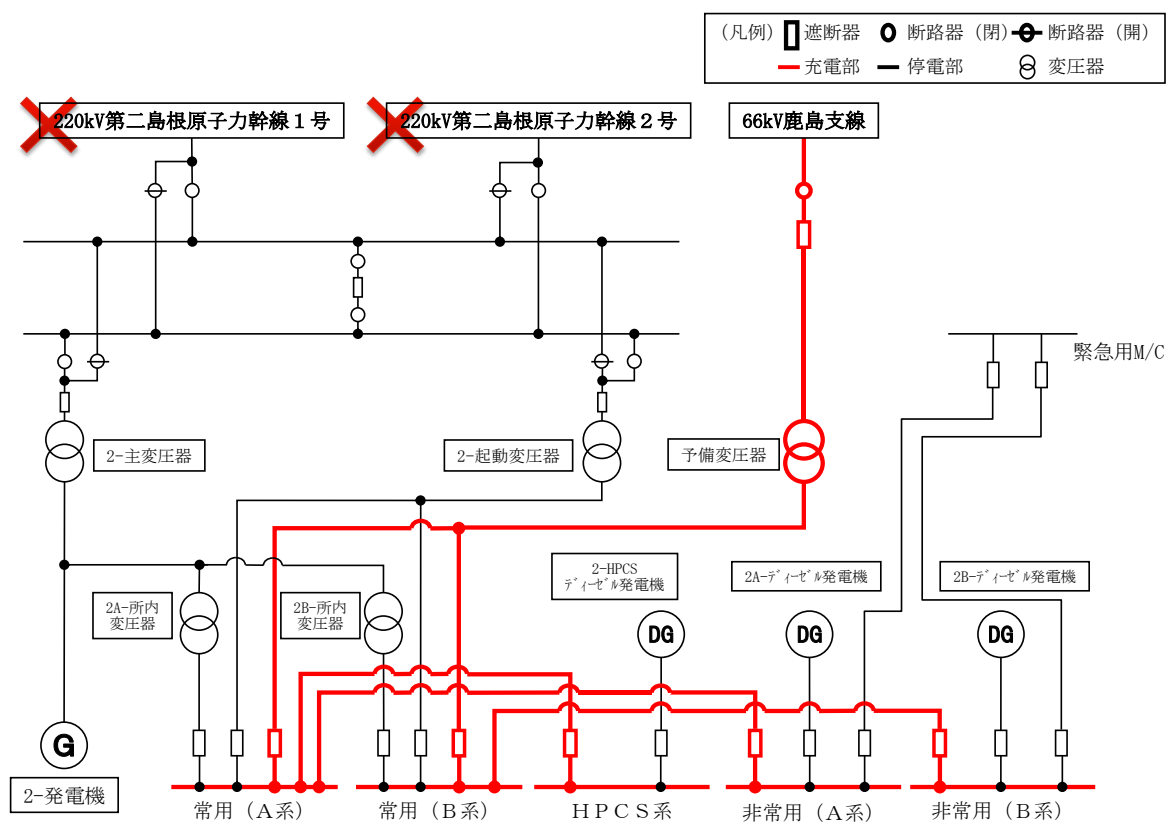 (凡例) 遮断器 断路器（閉） 断路器（開）
充電部 停電部 変圧器
220kV第二島根原子力幹線１号
220kV第二島根原子力幹線２号
66kV鹿島支線
緊急用M/C
2-主変圧器
2-起動変圧器
予備変圧器
2-HPCS
ﾃﾞｨｰｾﾞﾙ発電機
2A-ﾃﾞｨｰｾﾞﾙ発電機
2B-ﾃﾞｨｰｾﾞﾙ発電機
2A-所内
変圧器
2B-所内
変圧器
DG
DG
DG
G
2-発電機
常用（Ａ系）
常用（Ｂ系）
ＨＰＣＳ系
非常用（Ａ系）
非常用（Ｂ系）